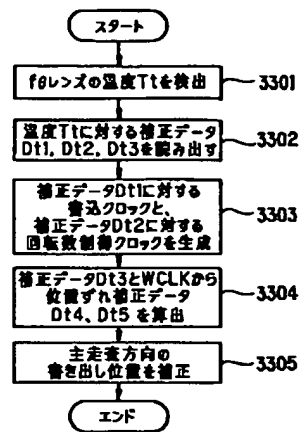 スタート
fθレンズの温度Ttを検出
3301
温度Ttに対する補正データ
Dt1、Dt2、Dt3を読み出す
3302
補正データDt1に対する
書込クロックと、
補正データDt2に対する
回転数制御クロックを生成
3303
補正データDt3とWCLKから
位置ずれ補正データ
Dt4、Dt5を算出
3304
主走査方向の
書き出し位置を補正
3305
エンド